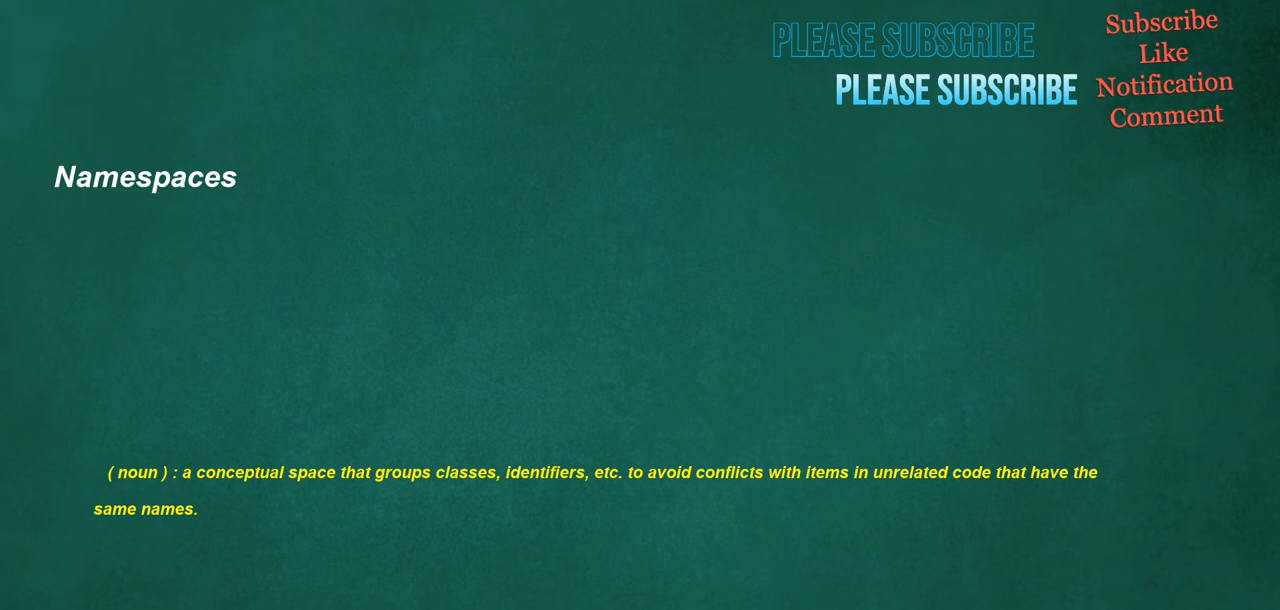 PLEASE SUBSCRIBE
PLEASE SUBSCRIBE
Subscribe
Like
Notification
Comment
Namespaces
( noun ) : a conceptual space that groups classes, identifiers, etc. to avoid conflicts with items in unrelated code that have the
same names.